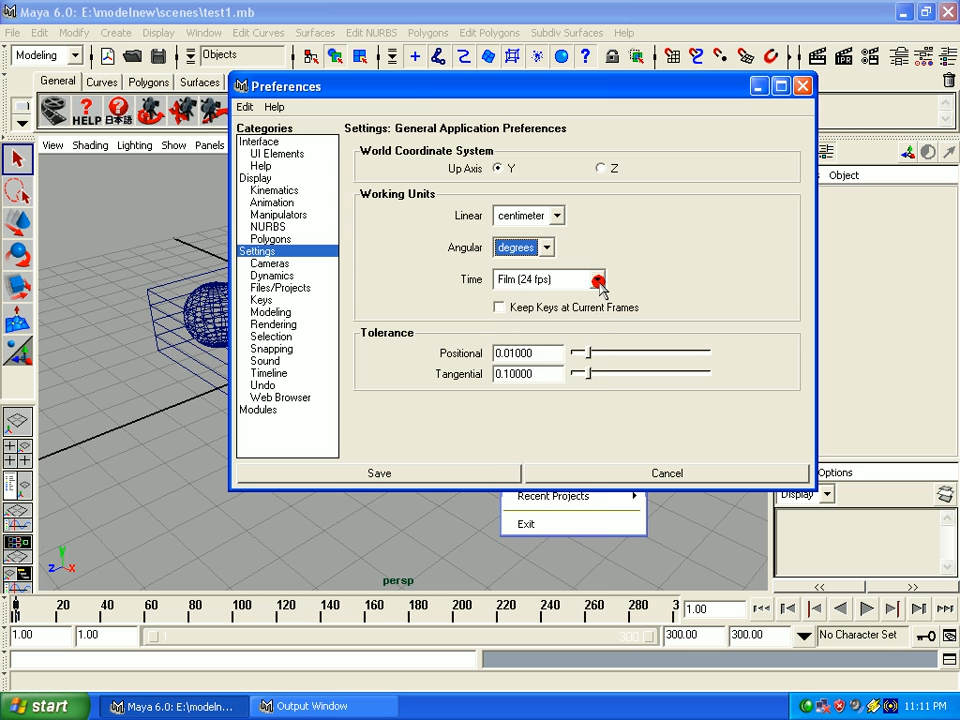 Maya 6.0: E:\modelnew\scenes\test1.mb
File Edit Modify Create Display Window Edit Curves Surfaces Edit NURBS Polygons Edit Polygons Subdiv Surfaces Help
Modeling Objects
General Curves Polygons Surfaces
HELP 日本語
View Shading Lighting Show Panels
Object
Preferences
Edit Help
Categories
Interface
UI Elements
Help
Display
Kinematics
Animation
Manipulators
NURBS
Polygons
Settings
Cameras
Dynamics
Files/Projects
Keys
Modeling
Rendering
Selection
Snapping
Sound
Timeline
Undo
Web Browser
Modules
Settings: General Application Preferences
World Coordinate System
Up Axis Y Z
Working Units
Linear centimeter
Angular degrees
Time Film (24 fps)
Keep Keys at Current Frames
Tolerance
Positional 0.01000
Tangential 0.10000
Save Cancel
Recent Projects
Exit
Options
Display
y
z x
persp
20 40 60 80 100 120 140 160 180 200 220 240 260 280 3 1.00
1.00 1.00 1 300 300.00 300.00 No Character Set
start Maya 6.0: E:\modeln... Output Window 11:11 PM